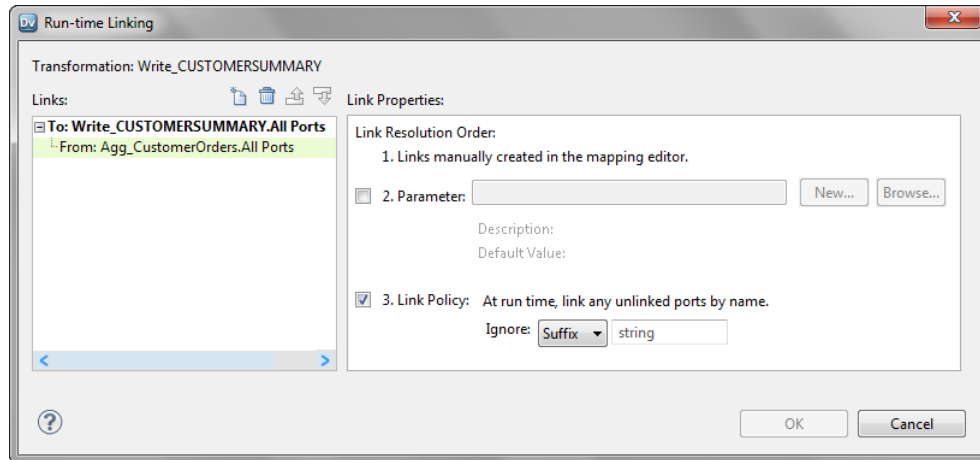 Dv Run-time Linking
Transformation: Write_CUSTOMERSUMMARY
Links:
To: Write_CUSTOMERSUMMARY.All Ports
From: Agg_CustomerOrders.All Ports
Link Properties:
Link Resolution Order:
1. Links manually created in the mapping editor.
2. Parameter: New... Browse...
Description:
Default Value:
3. Link Policy: At run time, link any unlinked ports by name.
Ignore: Suffix string
? OK Cancel